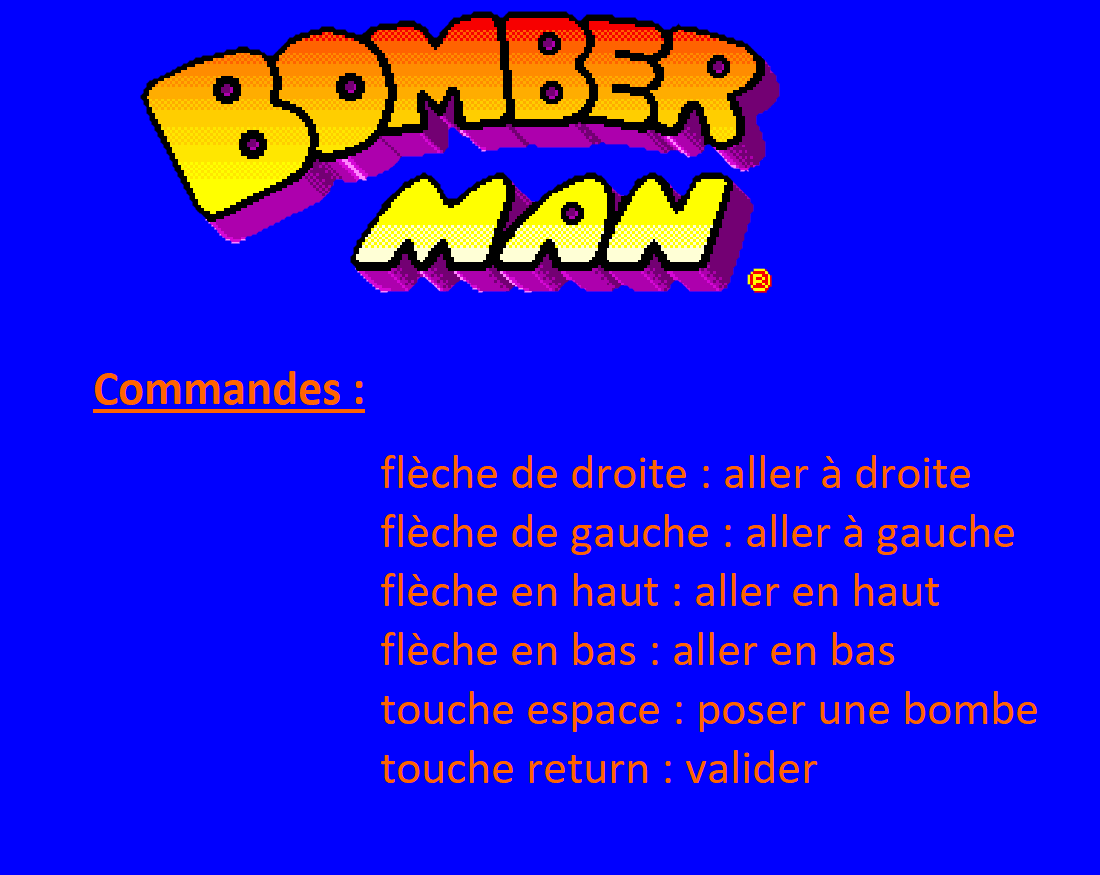 BOMBER
MAN
®
Commandes :
flèche de droite : aller à droite
flèche de gauche : aller à gauche
flèche en haut : aller en haut
flèche en bas : aller en bas
touche espace : poser une bombe
touche return : valider